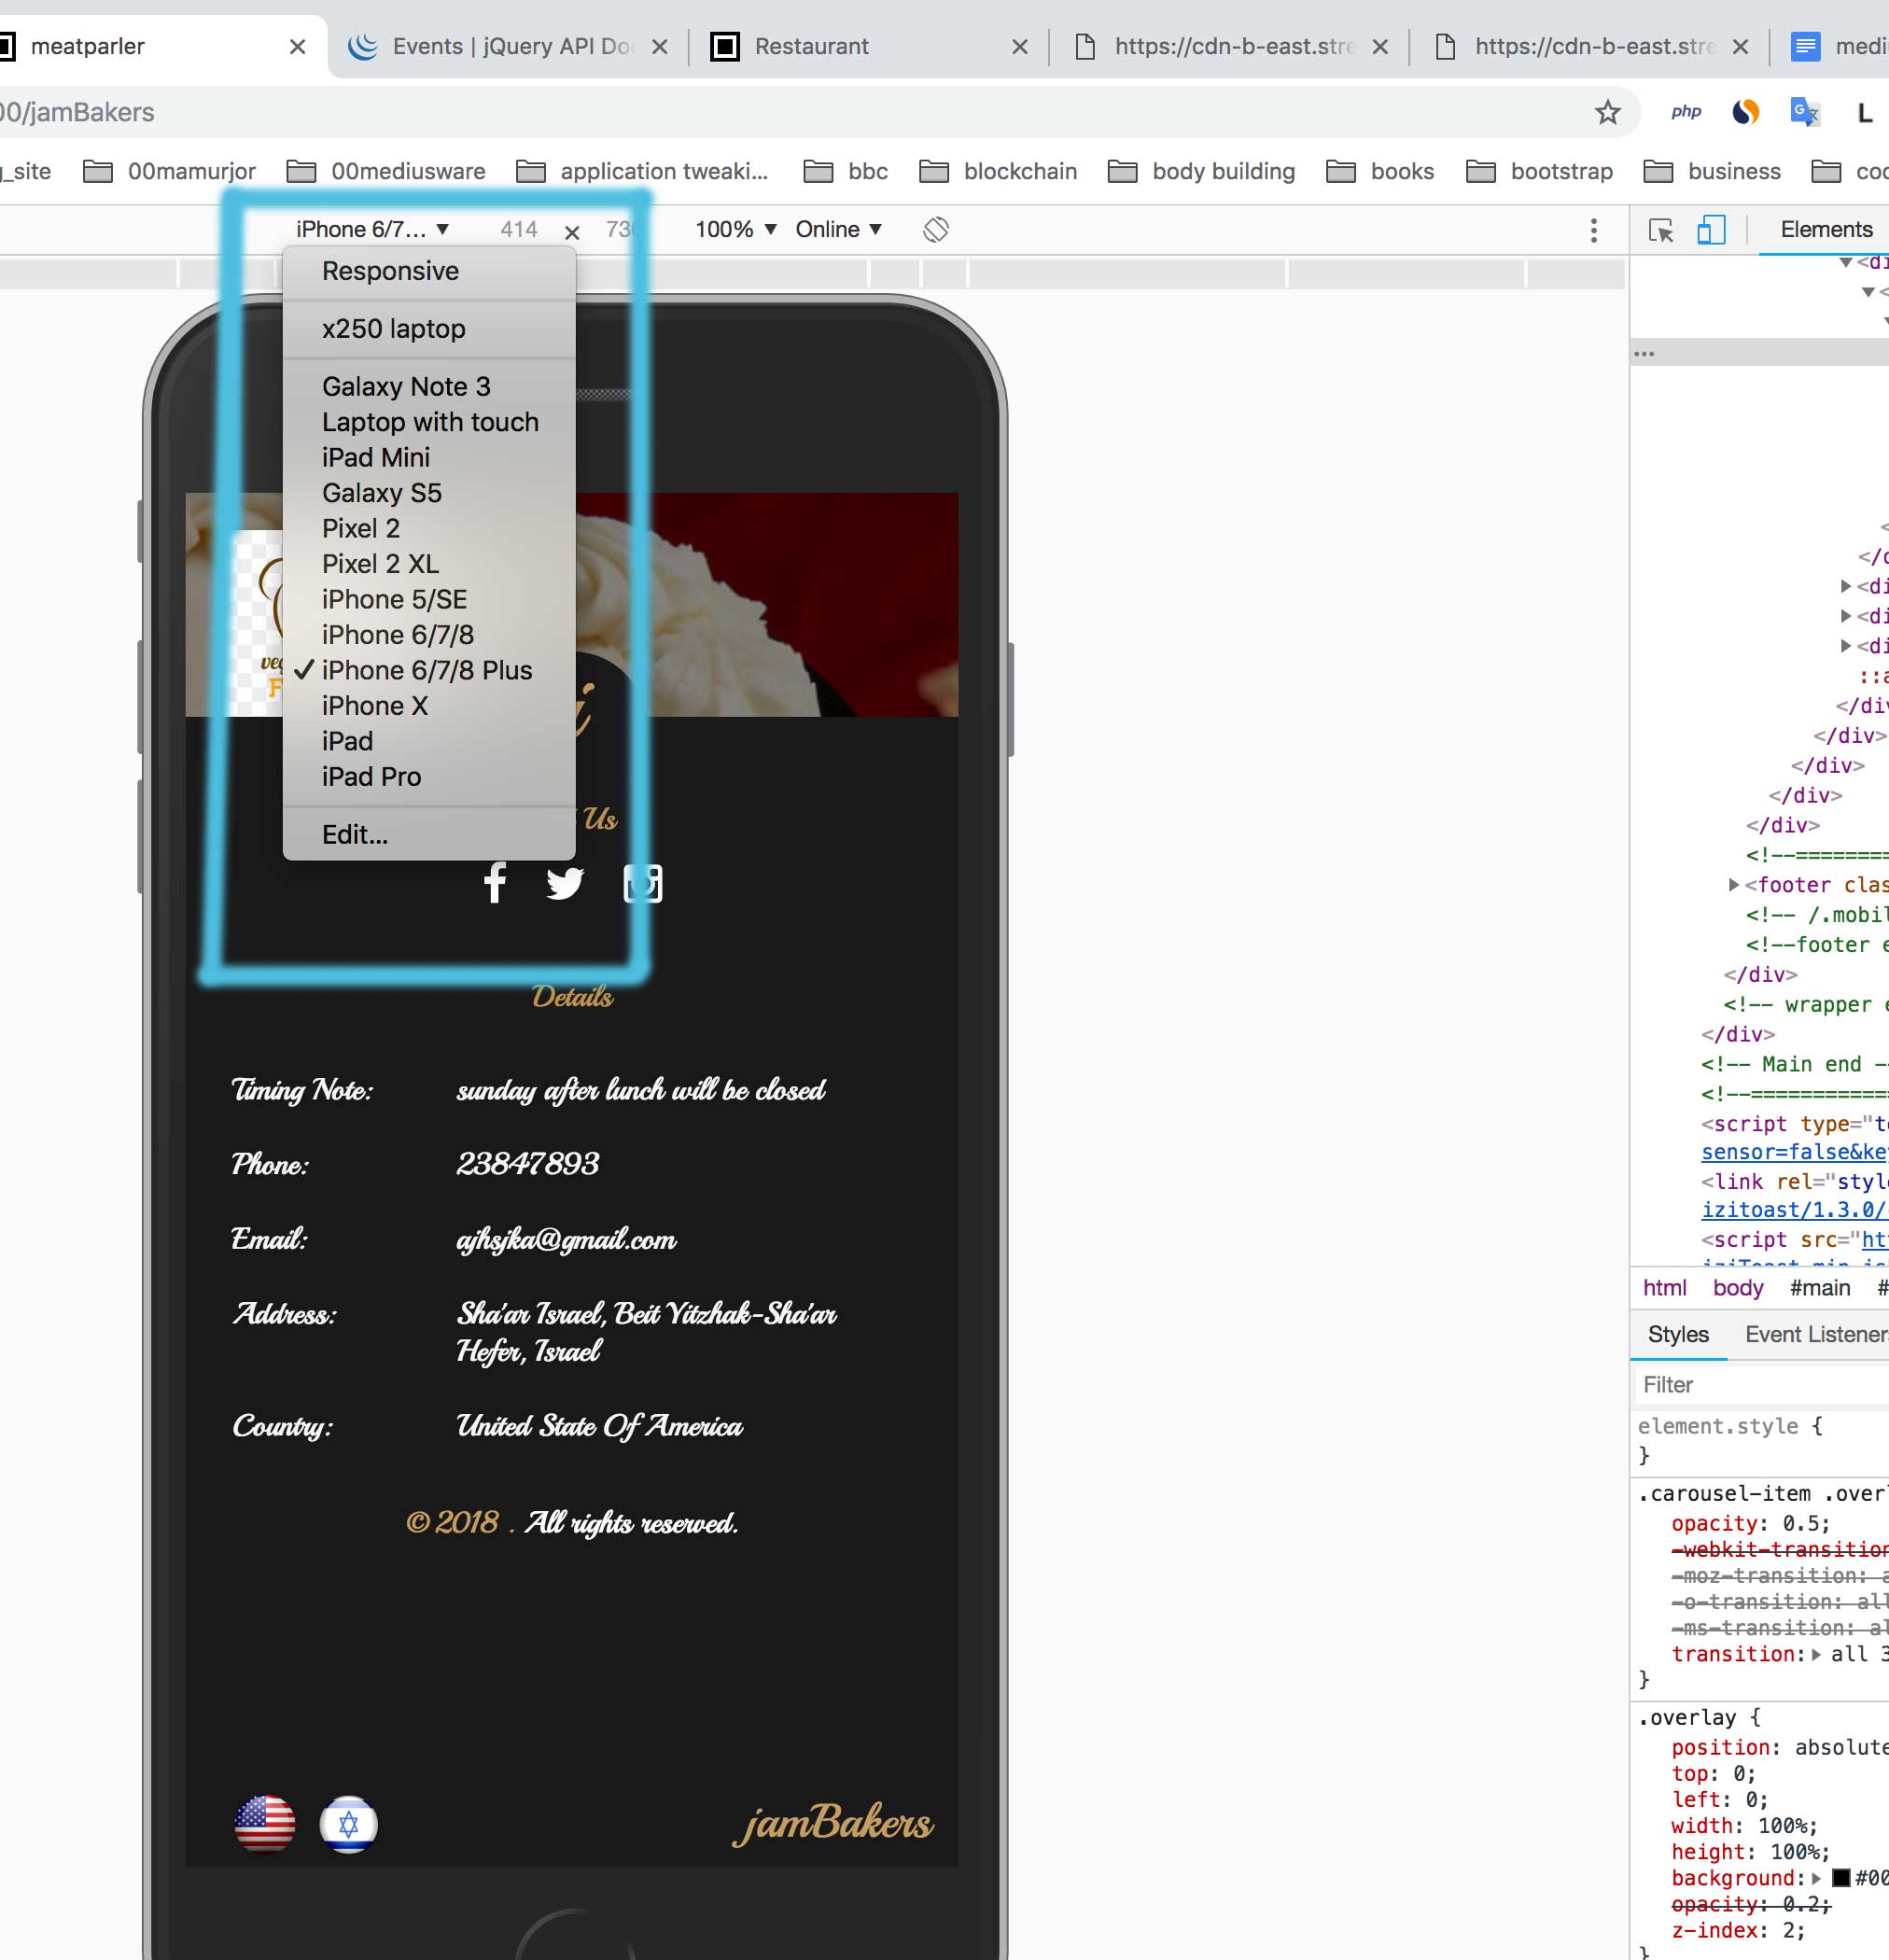 meatparler
Events | jQuery API Do
Restaurant
https://cdn-b-east.stre
https://cdn-b-east.stre
medi
00/jamBakers
php
L
_site
00mamurjor
00mediusware
application tweaki...
bbc
blockchain
body building
books
bootstrap
business
coo
iPhone 6/7... ▼
414
×
736
100% ▼
Online ▼
Elements
Responsive
x250 laptop
Galaxy Note 3
Laptop with touch
iPad Mini
Galaxy S5
Pixel 2
Pixel 2 XL
iPhone 5/SE
iPhone 6/7/8
✓ iPhone 6/7/8 Plus
iPhone X
iPad
iPad Pro
Edit...
Us
Details
Timing Note: sunday after lunch will be closed
Phone: 23847893
Email: ajhsjka@gmail.com
Address: Sha'ar Israel, Beit Yitzhak-Sha'ar
Hefer, Israel
Country: United State Of America
© 2018 . All rights reserved.
jamBakers
▼<di
▼<
...
<
</d
▶<di
▶<di
▶<di
::a
</div
</div>
</div>
</div>
</div>
<!--=========
▶<footer clas
<!-- /.mobil
<!--footer e
</div>
<!-- wrapper e
</div>
<!-- Main end -
<!--============
<script type="te
sensor=false&ke
<link rel="style
izitoast/1.3.0/
<script src="htt
iziToast.min.js
html body #main #
Styles Event Listener
Filter
element.style {
}
.carousel-item .over
opacity: 0.5;
-webkit-transition
-moz-transition: a
-o-transition: all
-ms-transition: al
transition:▶ all 3
}
.overlay {
position: absolute
top: 0;
left: 0;
width: 100%;
height: 100%;
background:▶ #00
opacity: 0.2;
z-index: 2;
}